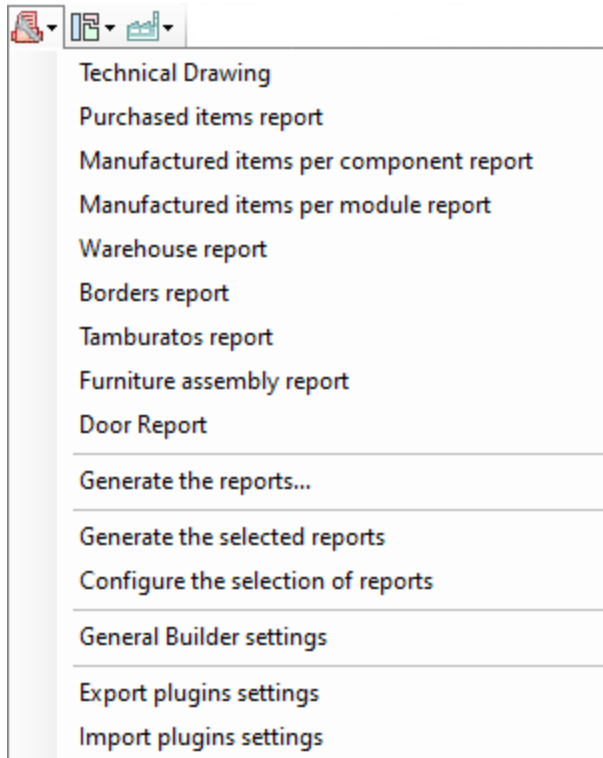 Technical Drawing
Purchased items report
Manufactured items per component report
Manufactured items per module report
Warehouse report
Borders report
Tamburatos report
Furniture assembly report
Door Report
Generate the reports...
Generate the selected reports
Configure the selection of reports
General Builder settings
Export plugins settings
Import plugins settings